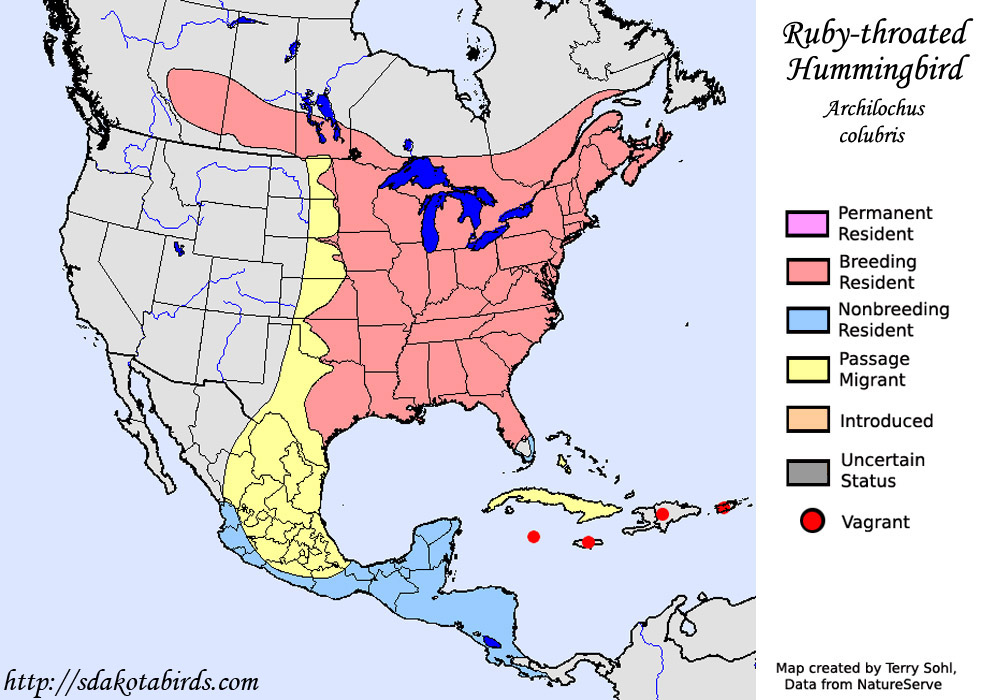 Ruby-throated
Hummingbird
Archilochus
colubris
Permanent
Resident
Breeding
Resident
Nonbreeding
Resident
Passage
Migrant
Introduced
Uncertain
Status
Vagrant
Map created by Terry Sohl,
Data from NatureServe
http://sdakotabirds.com